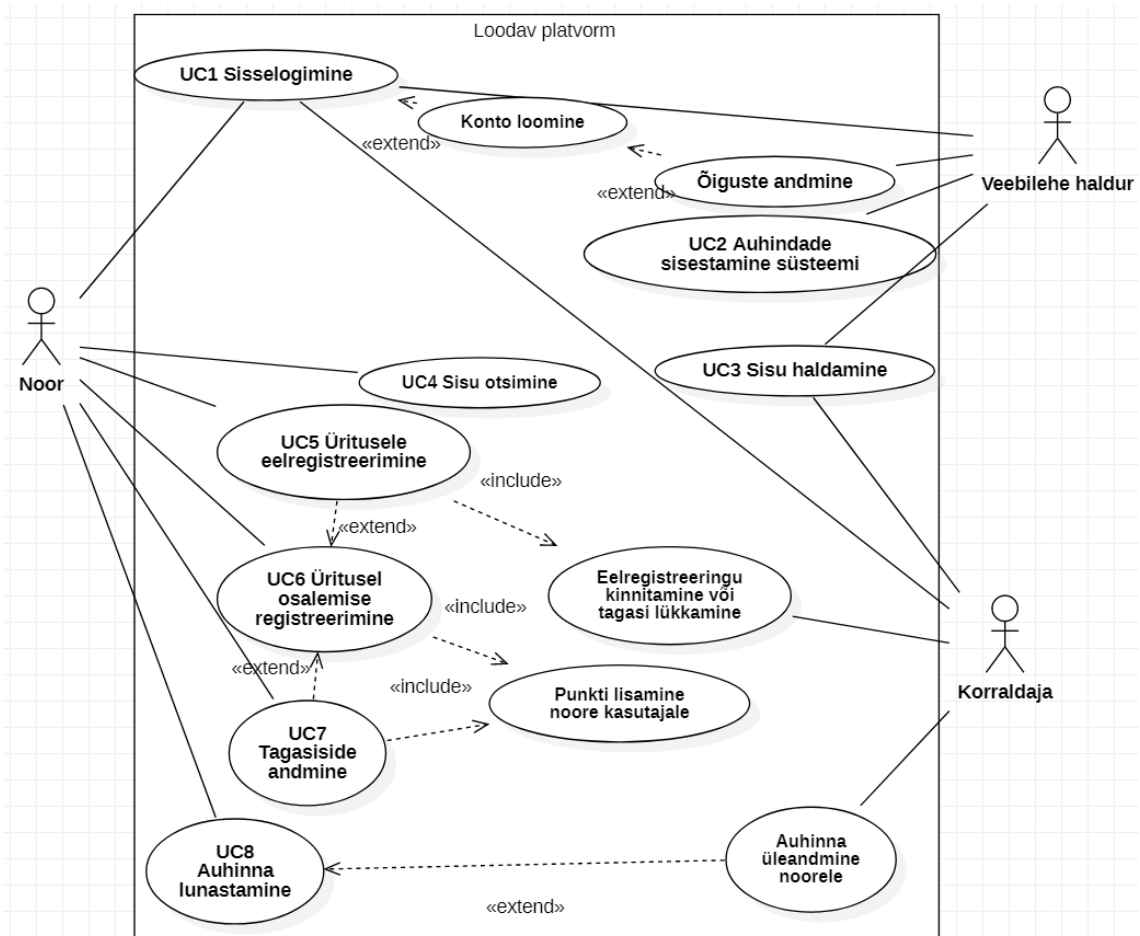 Loodav platvorm
UC1 Sisselogimine
Konto loomine
«extend»
Õiguste andmine
«extend»
Veebilehe haldur
UC2 Auhindade
sisestamine süsteemi
UC3 Sisu haldamine
Noor
UC4 Sisu otsimine
UC5 Üritusele
eelregistreerimine
«include»
«extend»
UC6 Üritusel
osalemise
registreerimine
Eelregistreeringu
kinnitamine või
tagasi lükkamine
«include»
«extend»
«include»
Punkti lisamine
noore kasutajale
Korraldaja
UC7
Tagasiside
andmine
UC8
Auhinna
lunastamine
Auhinna
üleandmine
noorele
«extend»